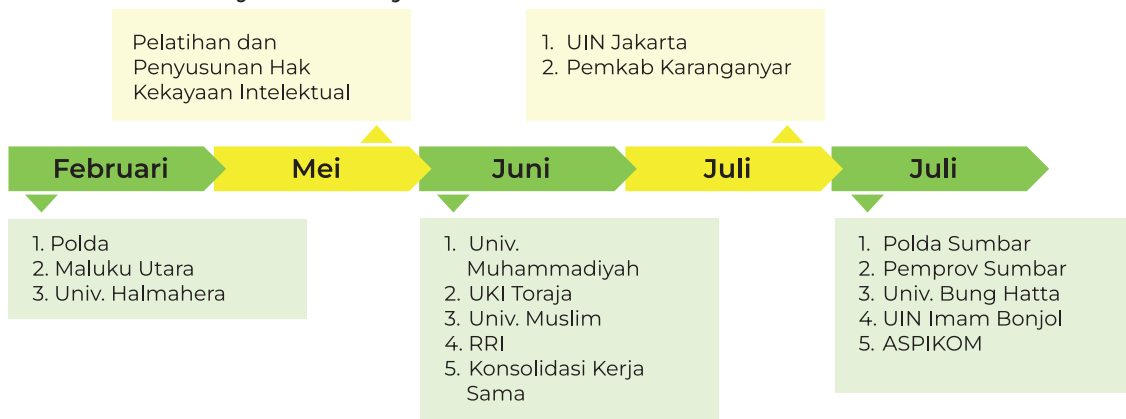 Pelatihan dan
Penyusunan Hak
Kekayaan Intelektual
1. UIN Jakarta
2. Pemkab Karanganyar
Februari
Mei
Juni
Juli
Juli
1. Polda
2. Maluku Utara
3. Univ. Halmahera
1. Univ.
Muhammadiyah
2. UKI Toraja
3. Univ. Muslim
4. RRI
5. Konsolidasi Kerja
Sama
1. Polda Sumbar
2. Pemprov Sumbar
3. Univ. Bung Hatta
4. UIN Imam Bonjol
5. ASPIKOM